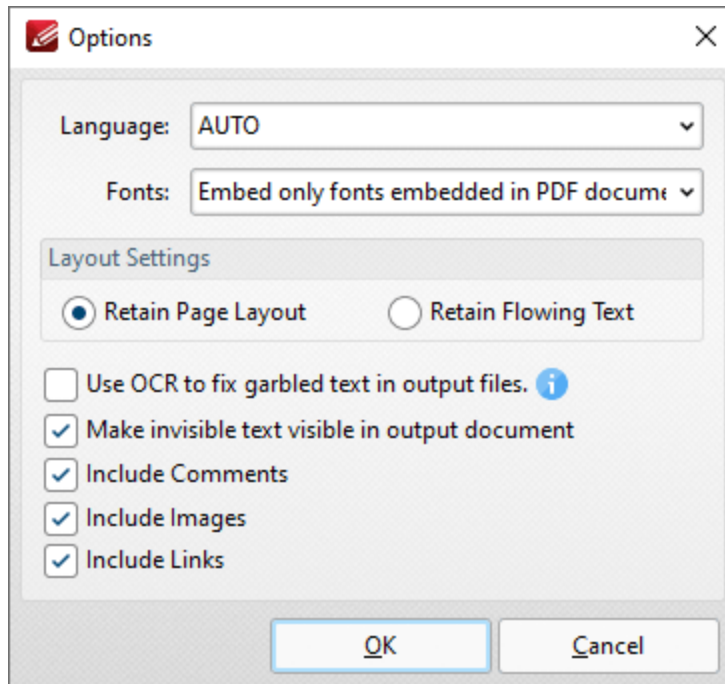 Options
Language: AUTO
Fonts: Embed only fonts embedded in PDF docume
Layout Settings
Retain Page Layout Retain Flowing Text
Use OCR to fix garbled text in output files. i
Make invisible text visible in output document
Include Comments
Include Images
Include Links
OK Cancel